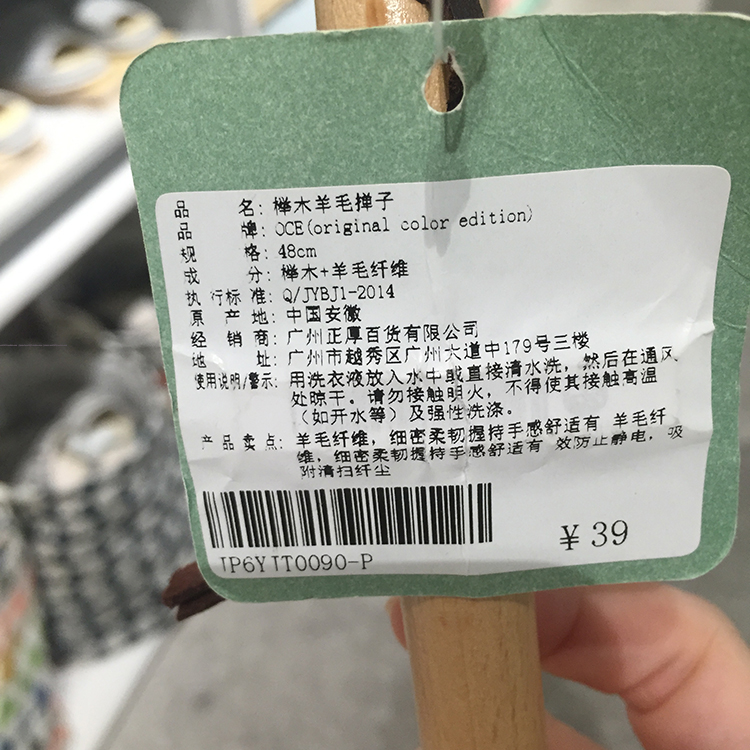 品 名: 榉木羊毛掸子
品 牌: OCE(original color edition)
规 格: 48cm
成 分: 榉木+羊毛纤维
执行标准: Q/JYBJ1-2014
原 产 地: 中国安徽
经 销 商: 广州正厚百货有限公司
地 址: 广州市越秀区广州大道中179号三楼
使用说明/警示: 用洗衣液放入水中或直接清水洗，然后在通风
处晾干。请勿接触明火，不得使其接触高温
（如开水等）及强性洗涤。
产品卖点: 羊毛纤维，细密柔韧握持手感舒适有 羊毛纤
维，细密柔韧握持手感舒适有 效防止静电，吸
附清扫纤尘
JP6YJT0090-P
¥ 39